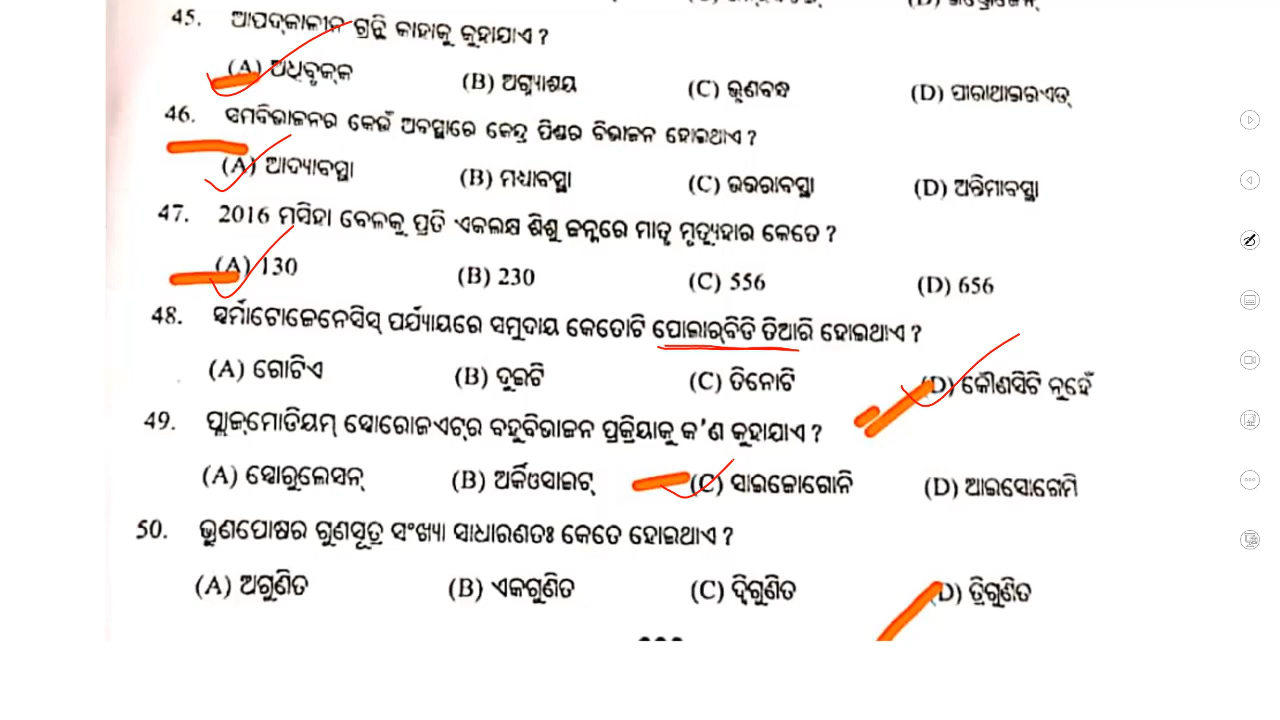 45. ଆପଦ୍‌କାଳୀନ ଗ୍ରନ୍ଥି କାହାକୁ କୁହାଯାଏ ?
(A) ଅଧିବୃକ୍‌କ (B) ଅଗ୍ନ୍ୟାଶୟ (C) ଭ୍ରୂଣବନ୍ଧ (D) ପାରାଥାଇରଏଡ୍
46. ସମବିଭାଜନର କେଉଁ ଅବସ୍ଥାରେ କେନ୍ଦ୍ର ପିଣ୍ଡର ବିଭାଜନ ହୋଇଥାଏ ?
(A) ଆଦ୍ୟାବସ୍ଥା (B) ମଧ୍ୟାବସ୍ଥା (C) ଉତ୍ତରାବସ୍ଥା (D) ଅନ୍ତିମାବସ୍ଥା
47. 2016 ମସିହା ବେଳକୁ ପ୍ରତି ଏକଲକ୍ଷ ଶିଶୁ ଜନ୍ମରେ ମାତୃ ମୃତ୍ୟୁହାର କେତେ ?
(A) 130 (B) 230 (C) 556 (D) 656
48. ସ୍ପର୍ମାଟୋଜେନେସିସ୍ ପର୍ଯ୍ୟାୟରେ ସମୁଦାୟ କେତୋଟି ପୋଲାର୍‌ବଡି ତିଆରି ହୋଇଥାଏ ?
(A) ଗୋଟିଏ (B) ଦୁଇଟି (C) ତିନୋଟି (D) କୌଣସିଟି ନୁହେଁ
49. ପ୍ଲାଜ୍‌ମୋଡିୟମ୍ ସ୍ପୋରୋଜଏଟ୍‌ର ବହୁବିଭାଜନ ପ୍ରକ୍ରିୟାକୁ କ'ଣ କୁହାଯାଏ ?
(A) ସ୍ପୋରୁଲେସନ୍ (B) ଅର୍କିଓସାଇଟ୍ (C) ସାଇଜୋଗୋନି (D) ଆଇସୋଗେମି
50. ଭ୍ରୁଣପୋଷର ଗୁଣସୂତ୍ର ସଂଖ୍ୟା ସାଧାରଣତଃ କେତେ ହୋଇଥାଏ ?
(A) ଅଗୁଣିତ (B) ଏକଗୁଣିତ (C) ଦ୍ୱିଗୁଣିତ (D) ତ୍ରିଗୁଣିତ